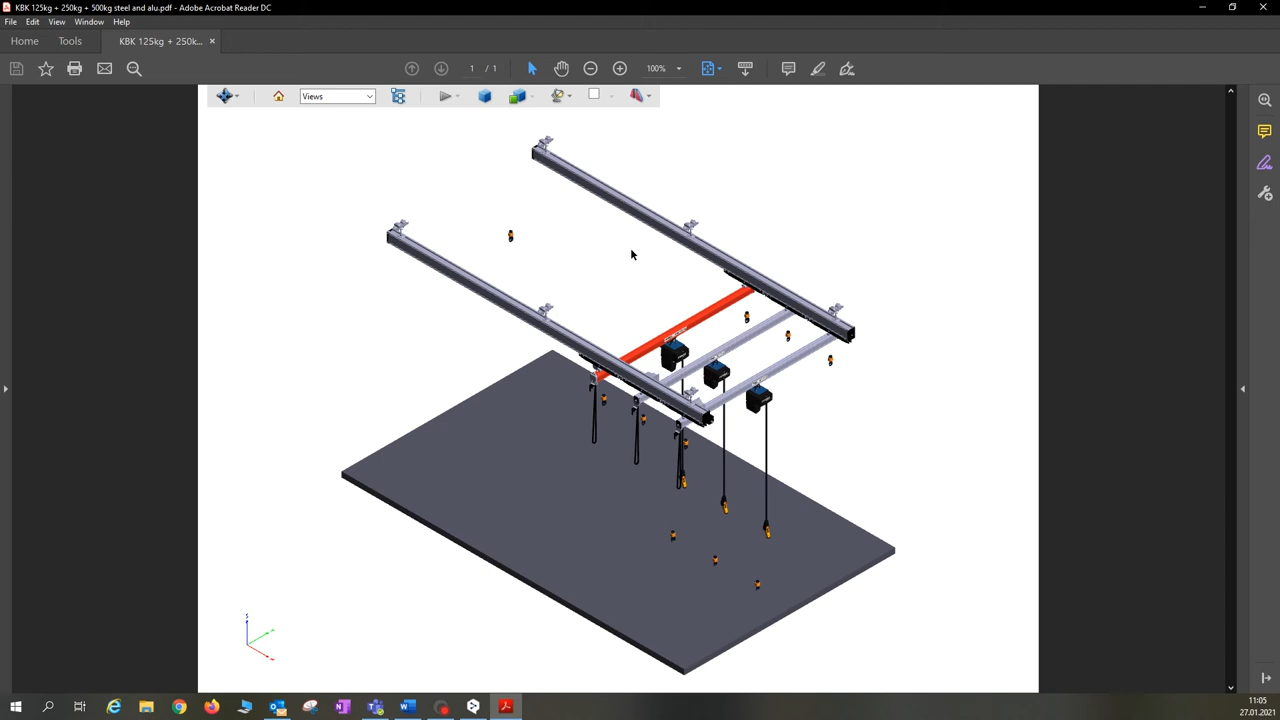 KBK 125kg + 250kg + 500kg steel and alu.pdf - Adobe Acrobat Reader DC
File Edit View Window Help
Home Tools KBK 125kg + 250k... ×
1 / 1 100%
Views
11:05
27.01.2021